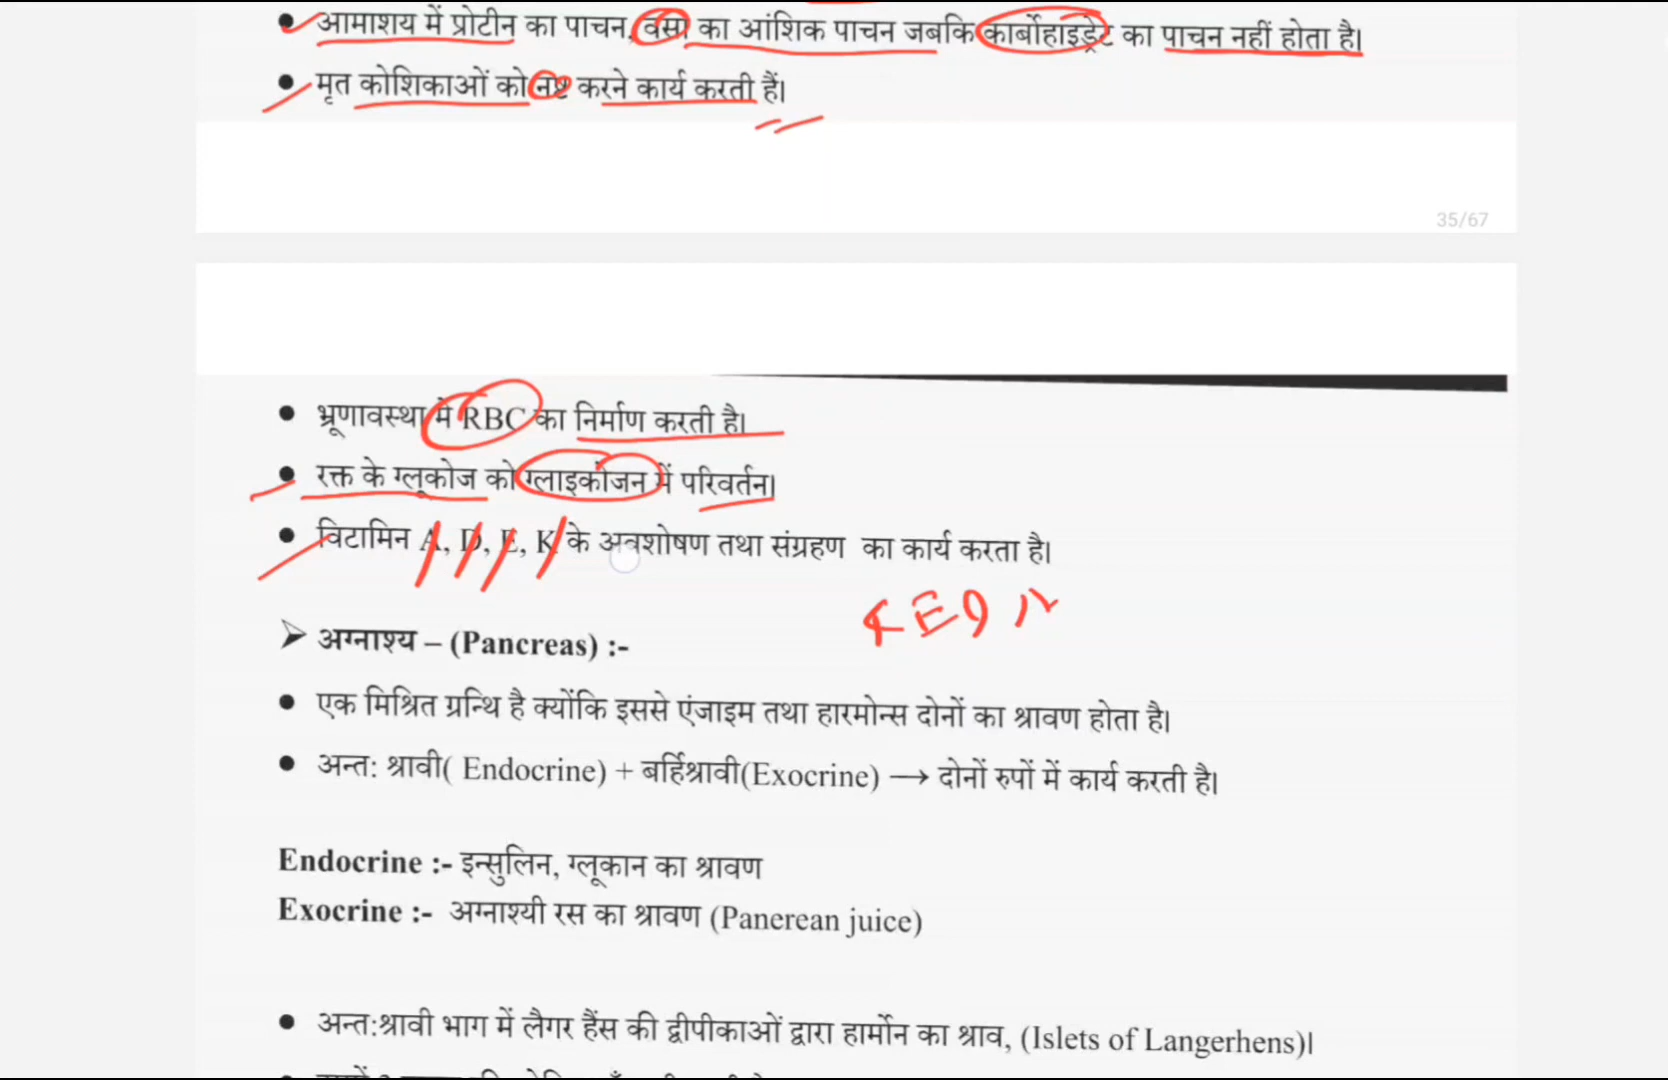 • आमाशय में प्रोटीन का पाचन, वसा का आंशिक पाचन जबकि कार्बोहाइड्रेट का पाचन नहीं होता है।
• मृत कोशिकाओं को नष्ट करने कार्य करती हैं।
35/67
• भ्रूणावस्था में RBC का निर्माण करती है।
• रक्त के ग्लूकोज को ग्लाइकोजन में परिवर्तन।
• विटामिन A, D, E, K के अवशोषण तथा संग्रहण का कार्य करता है।
KEDA
➤ अग्नाश्य – (Pancreas) :-
• एक मिश्रित ग्रन्थि है क्योंकि इससे एंजाइम तथा हारमोन्स दोनों का श्रावण होता है।
• अन्त: श्रावी( Endocrine) + बर्हिश्रावी(Exocrine) → दोनों रुपों में कार्य करती है।
Endocrine :- इन्सुलिन, ग्लूकान का श्रावण
Exocrine :- अग्नाश्यी रस का श्रावण (Panerean juice)
• अन्त:श्रावी भाग में लैगर हैंस की द्वीपीकाओं द्वारा हार्मोन का श्राव, (Islets of Langerhens)।